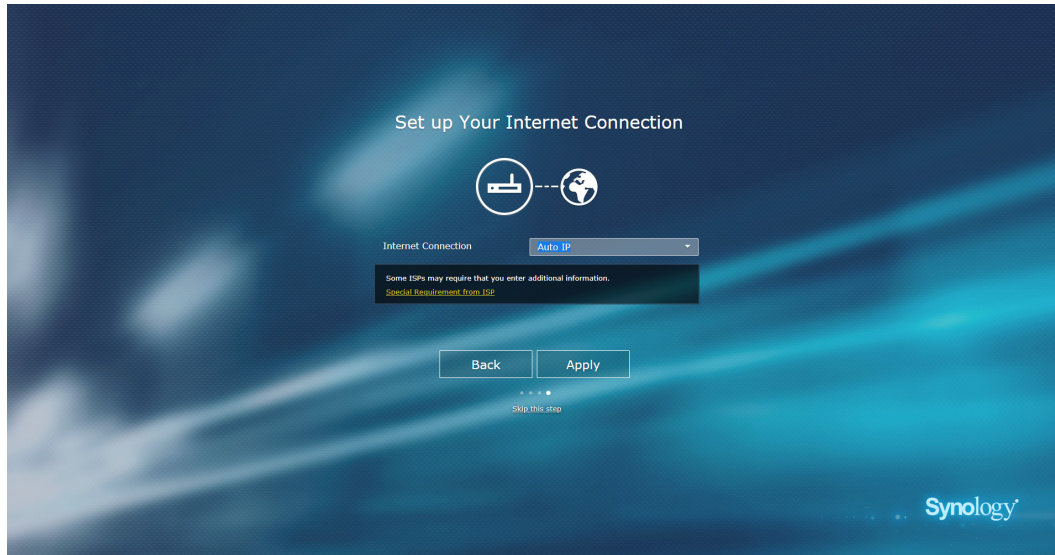 Set up Your Internet Connection
Internet Connection
Auto IP
Some ISPs may require that you enter additional information.
Special Requirement from ISP
Back
Apply
Skip this step
Synology